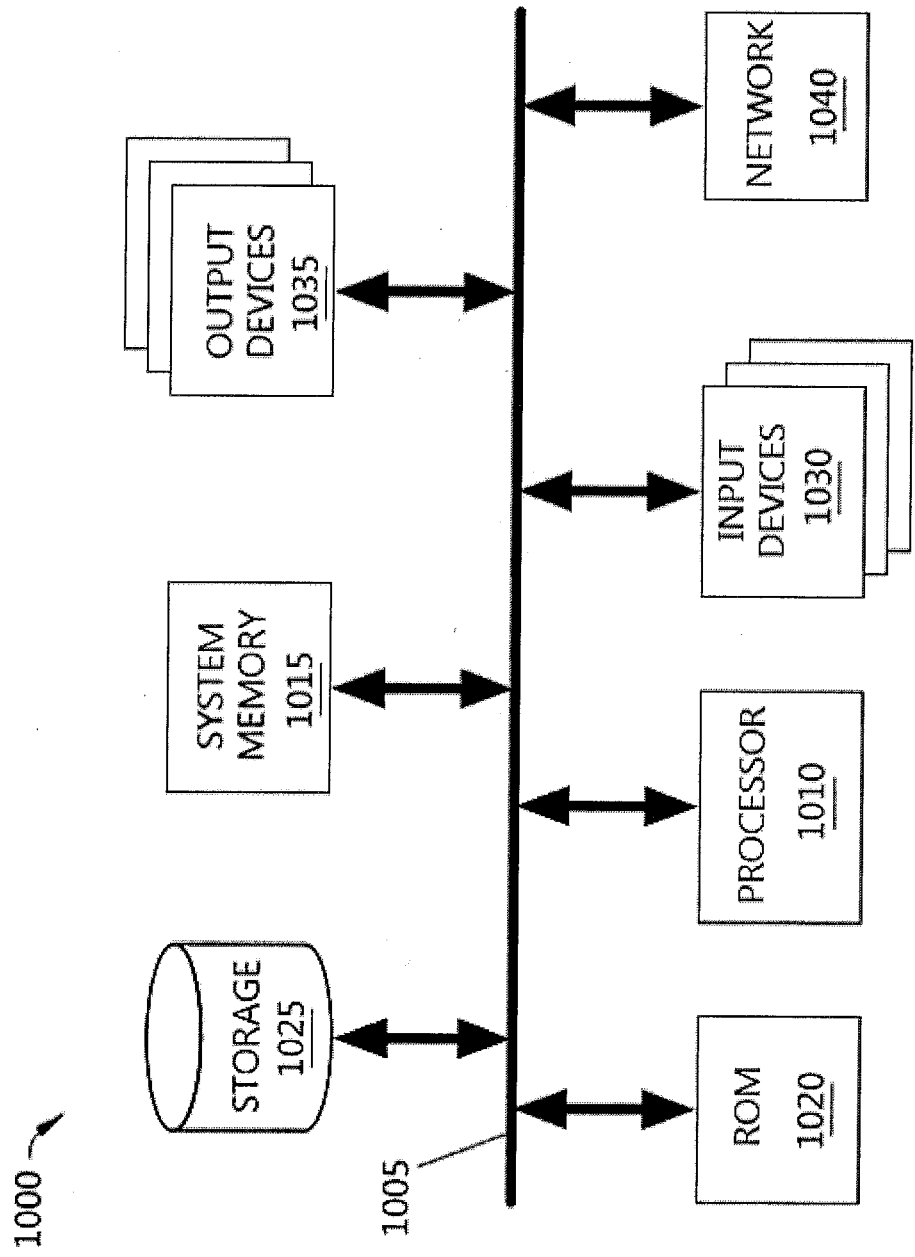 1000
STORAGE
1025
SYSTEM
MEMORY
1015
OUTPUT
DEVICES
1035
1005
ROM
1020
PROCESSOR
1010
INPUT
DEVICES
1030
NETWORK
1040